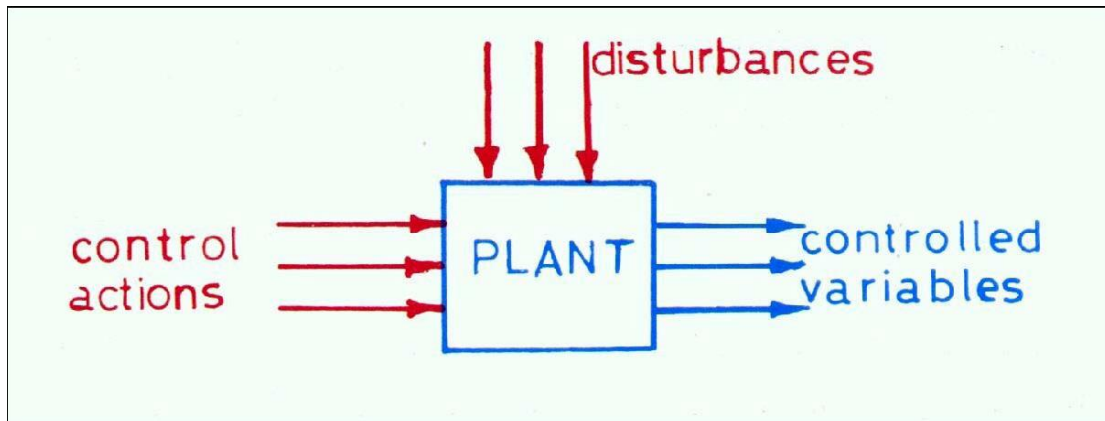 disturbances
control
actions
PLANT
controlled
variables